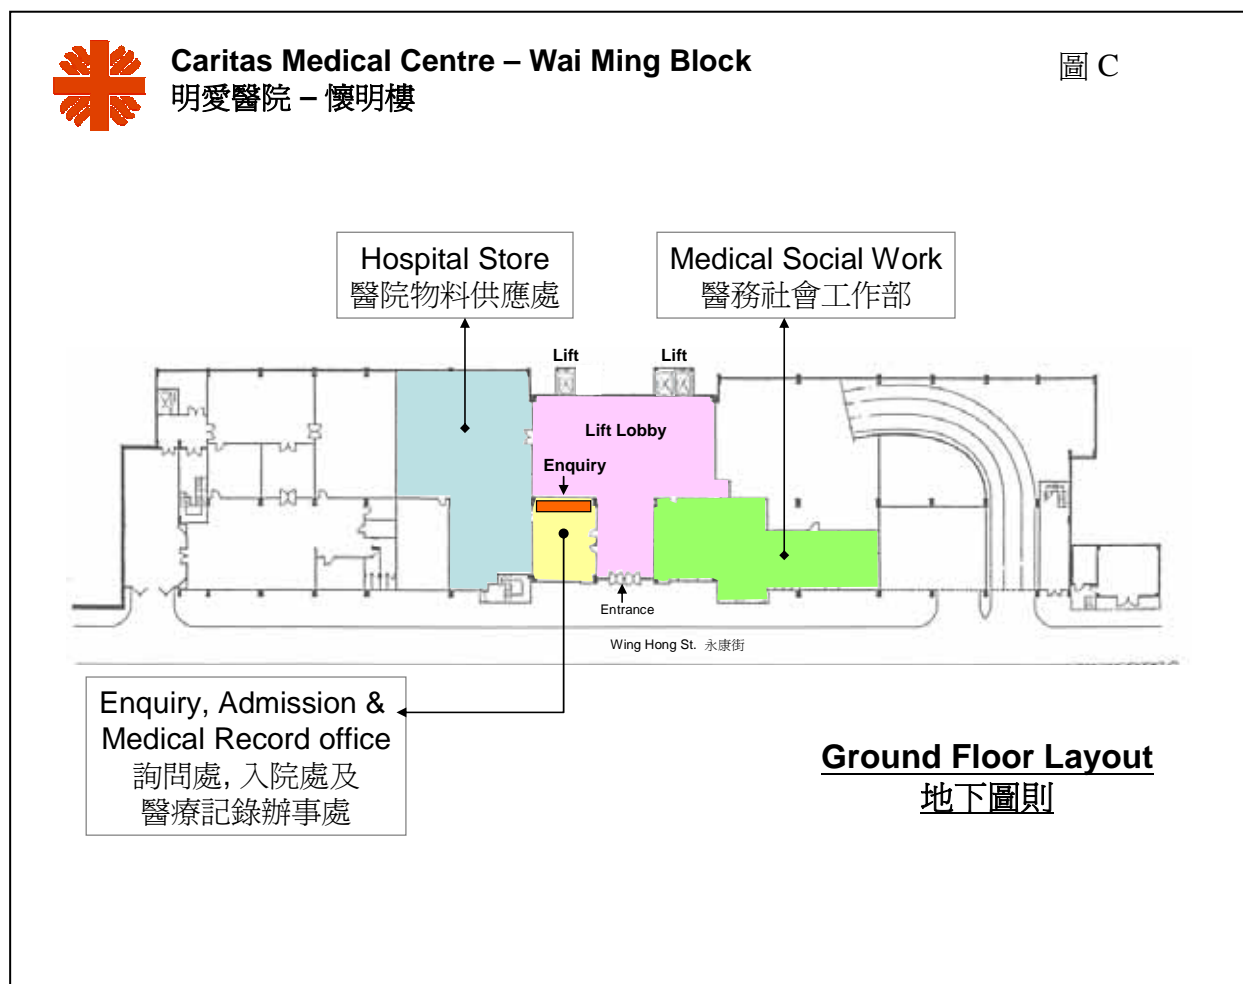 Caritas Medical Centre – Wai Ming Block
明愛醫院 – 懷明樓
圖 C
Hospital Store
醫院物料供應處
Medical Social Work
醫務社會工作部
Lift
Lift
Lift Lobby
Enquiry
Entrance
Wing Hong St. 永康街
Enquiry, Admission &
Medical Record office
詢問處, 入院處及
醫療記錄辦事處
Ground Floor Layout
地下圖則